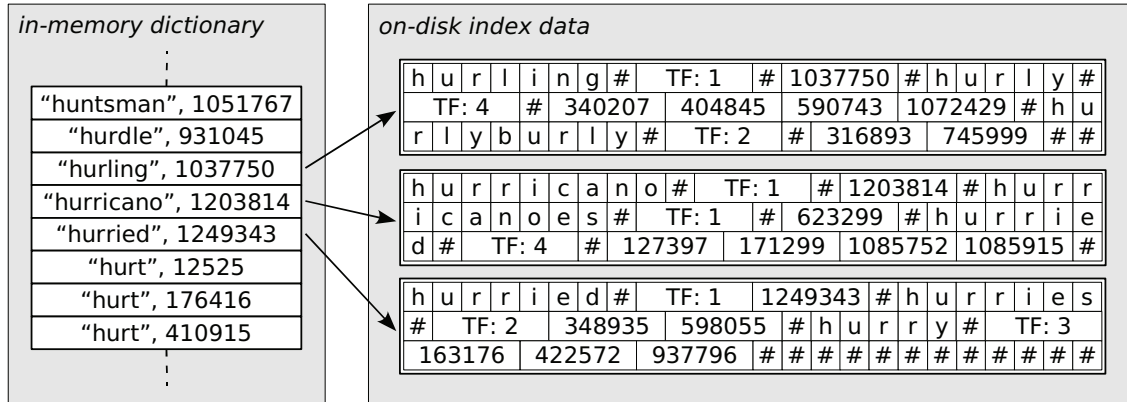 in-memory dictionary
“huntsman”, 1051767
“hurdle”, 931045
“hurling”, 1037750
“hurricano”, 1203814
“hurried”, 1249343
“hurt”, 12525
“hurt”, 176416
“hurt”, 410915
on-disk index data
h u r l i n g # TF: 1 # 1037750 # h u r l y #
TF: 4 # 340207 404845 590743 1072429 # h u
r l y b u r l y # TF: 2 # 316893 745999 # #
h u r r i c a n o # TF: 1 # 1203814 # h u r r
i c a n o e s # TF: 1 # 623299 # h u r r i e
d # TF: 4 # 127397 171299 1085752 1085915 #
h u r r i e d # TF: 1 1249343 # h u r r i e s
# TF: 2 348935 598055 # h u r r y # TF: 3
163176 422572 937796 # # # # # # # # # # #